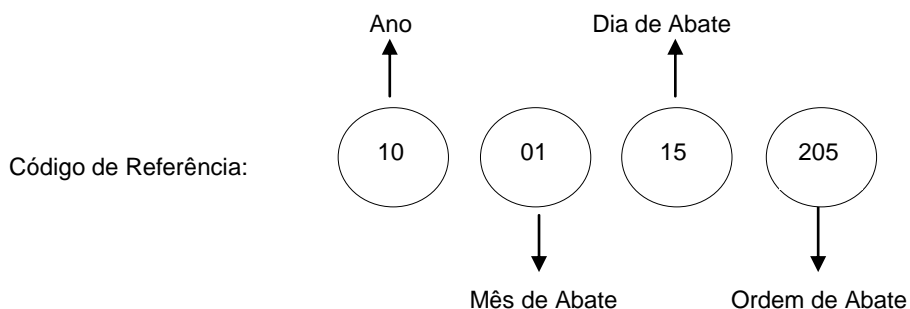 Ano Dia de Abate
Código de Referência: 10 01 15 205
Mês de Abate Ordem de Abate